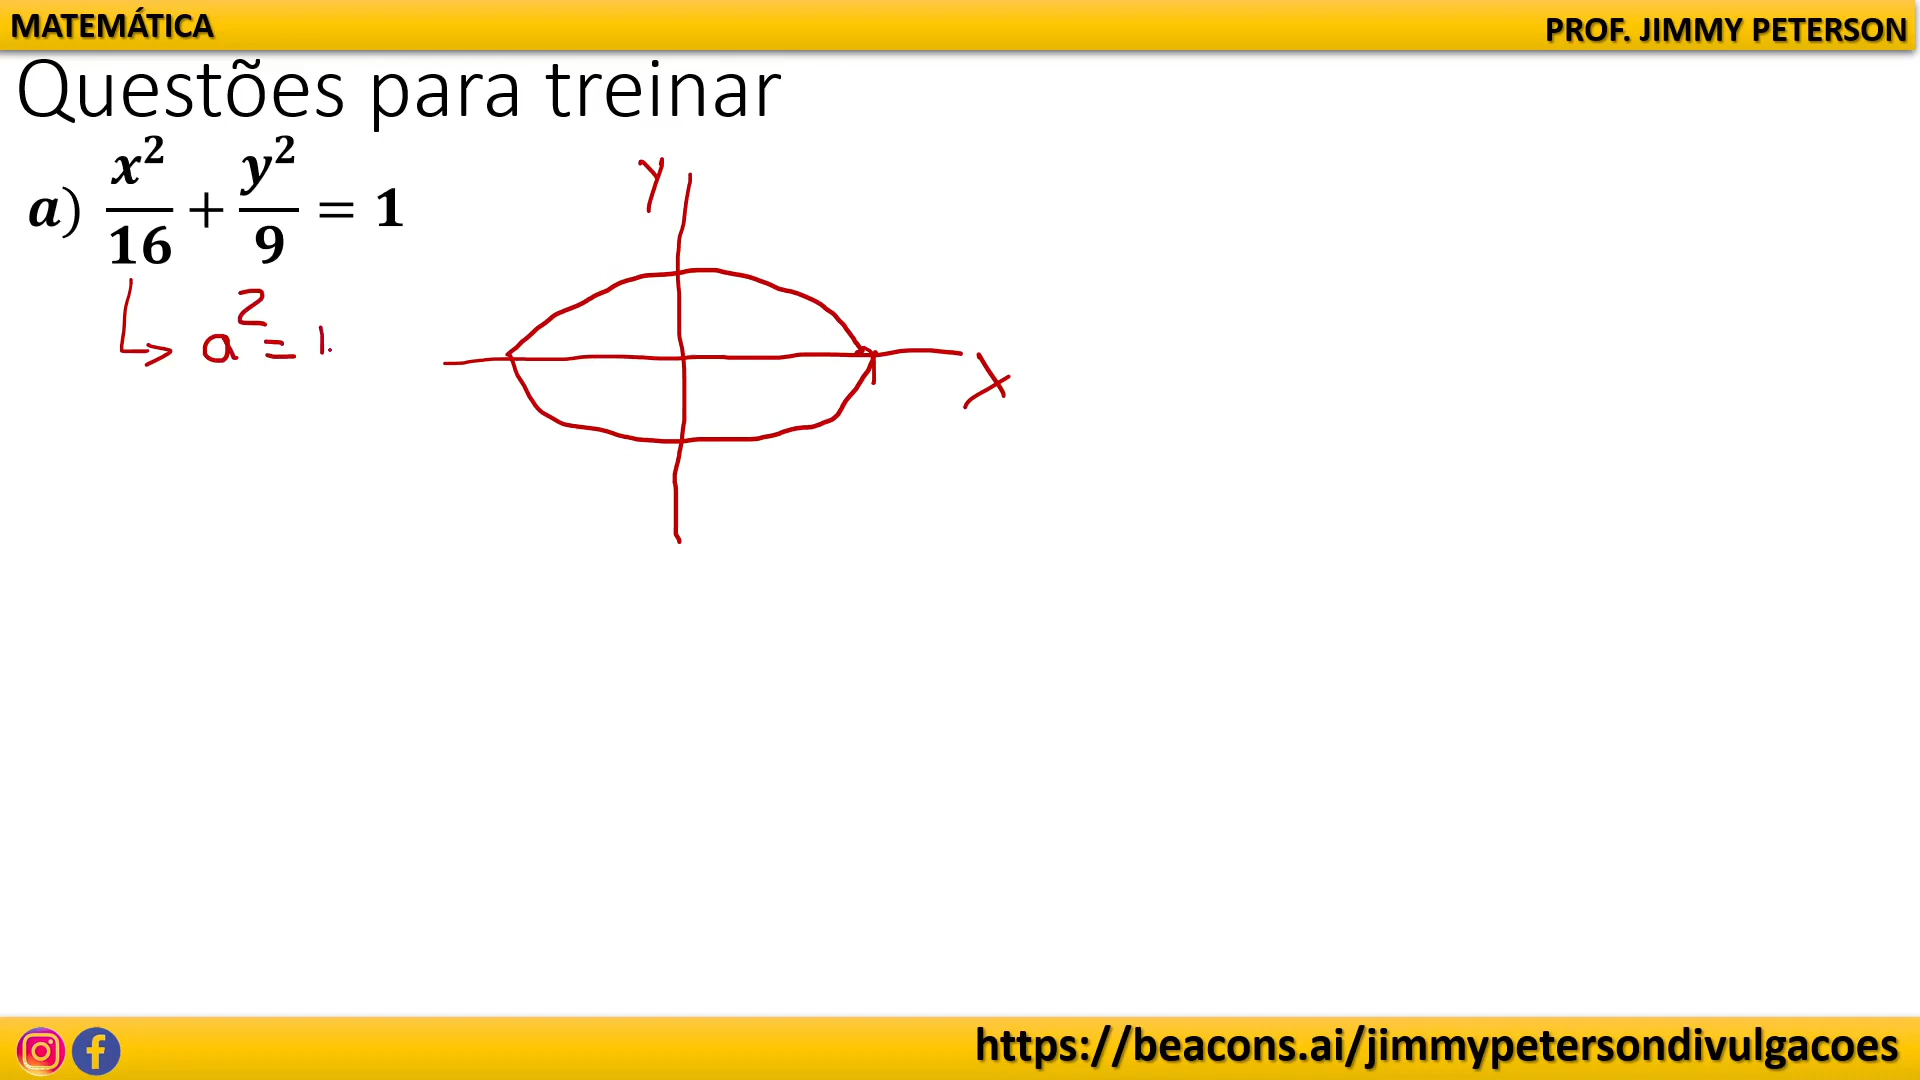 MATEMÁTICA
PROF. JIMMY PETERSON
Questões para treinar
a) x²/16 + y²/9 = 1
a² = 1
y
x
https://beacons.ai/jimmypetersondivulgacoes